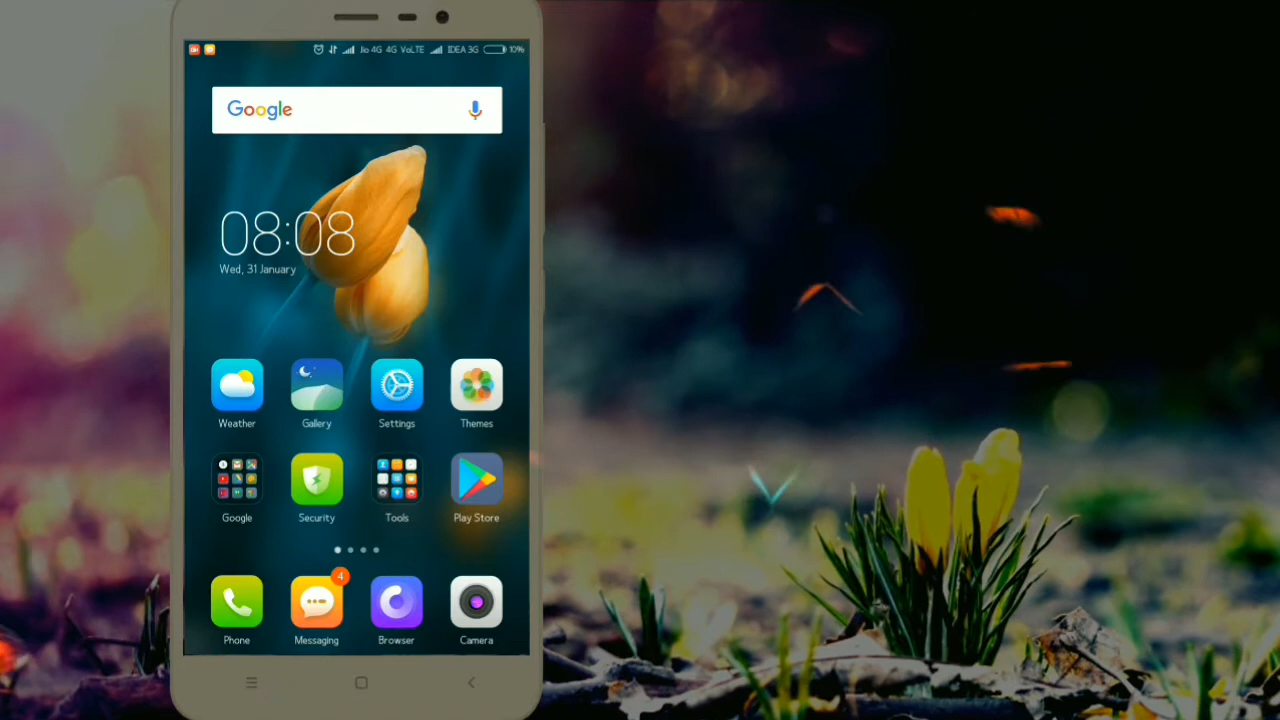 Jio 4G 4G VoLTE IDEA 3G 10%
Google
08:08
Wed, 31 January
Weather Gallery Settings Themes
Google Security Tools Play Store
4
Phone Messaging Browser Camera